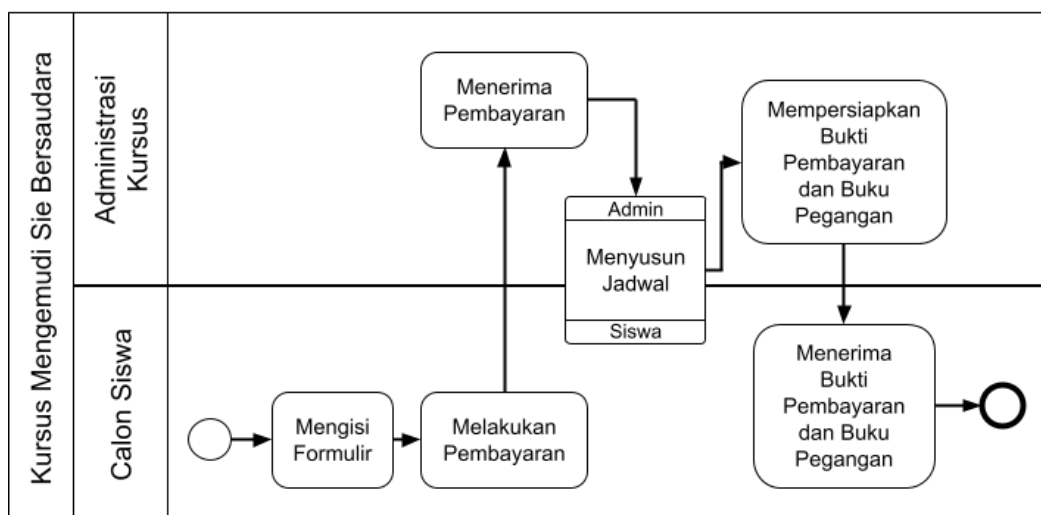 Kursus Mengemudi Sie Bersaudara
Administrasi
Kursus
Menerima
Pembayaran
Admin
Menyusun
Jadwal
Siswa
Mempersiapkan
Bukti
Pembayaran
dan Buku
Pegangan
Calon Siswa
Mengisi
Formulir
Melakukan
Pembayaran
Menerima
Bukti
Pembayaran
dan Buku
Pegangan